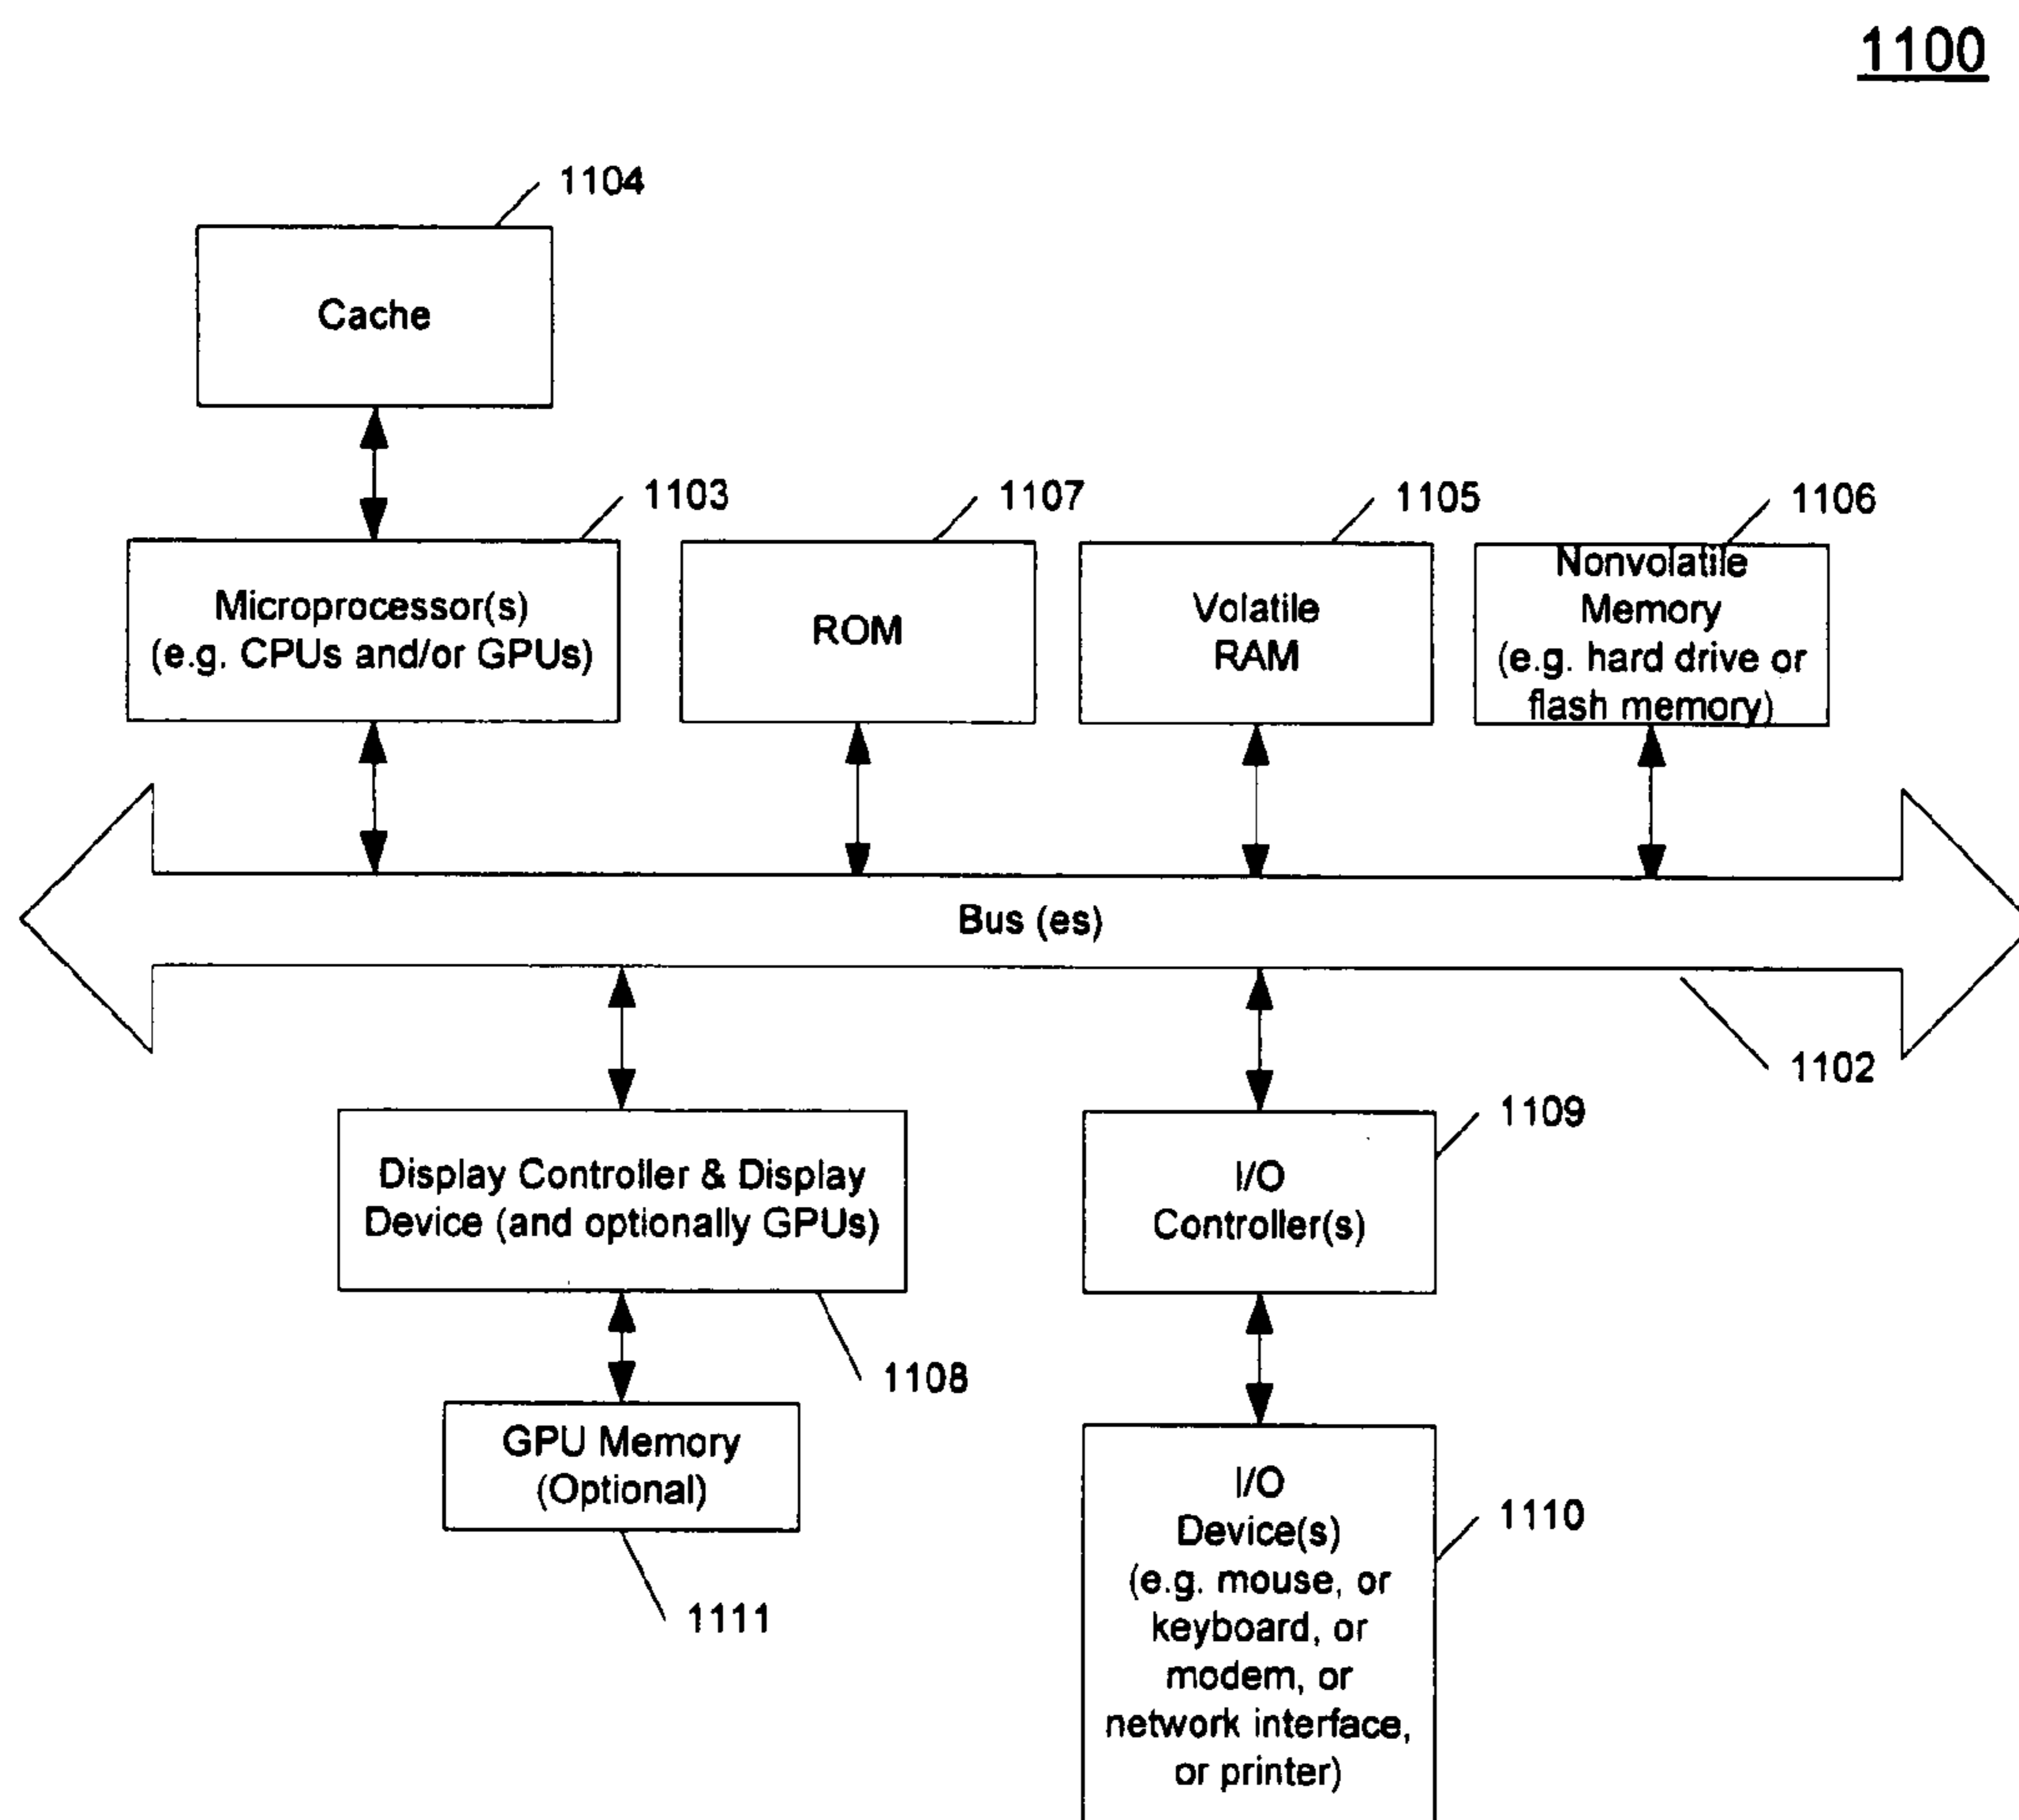 1100
1104
Cache
1103
1107
1105
1106
Microprocessor(s)
(e.g. CPUs and/or GPUs)
ROM
Volatile
RAM
Nonvolatile
Memory
(e.g. hard drive or
flash memory)
Bus (es)
1102
1109
Display Controller & Display
Device (and optionally GPUs)
I/O
Controller(s)
1108
GPU Memory
(Optional)
1111
I/O
Device(s)
(e.g. mouse, or
keyboard, or
modem, or
network interface,
or printer)
1110